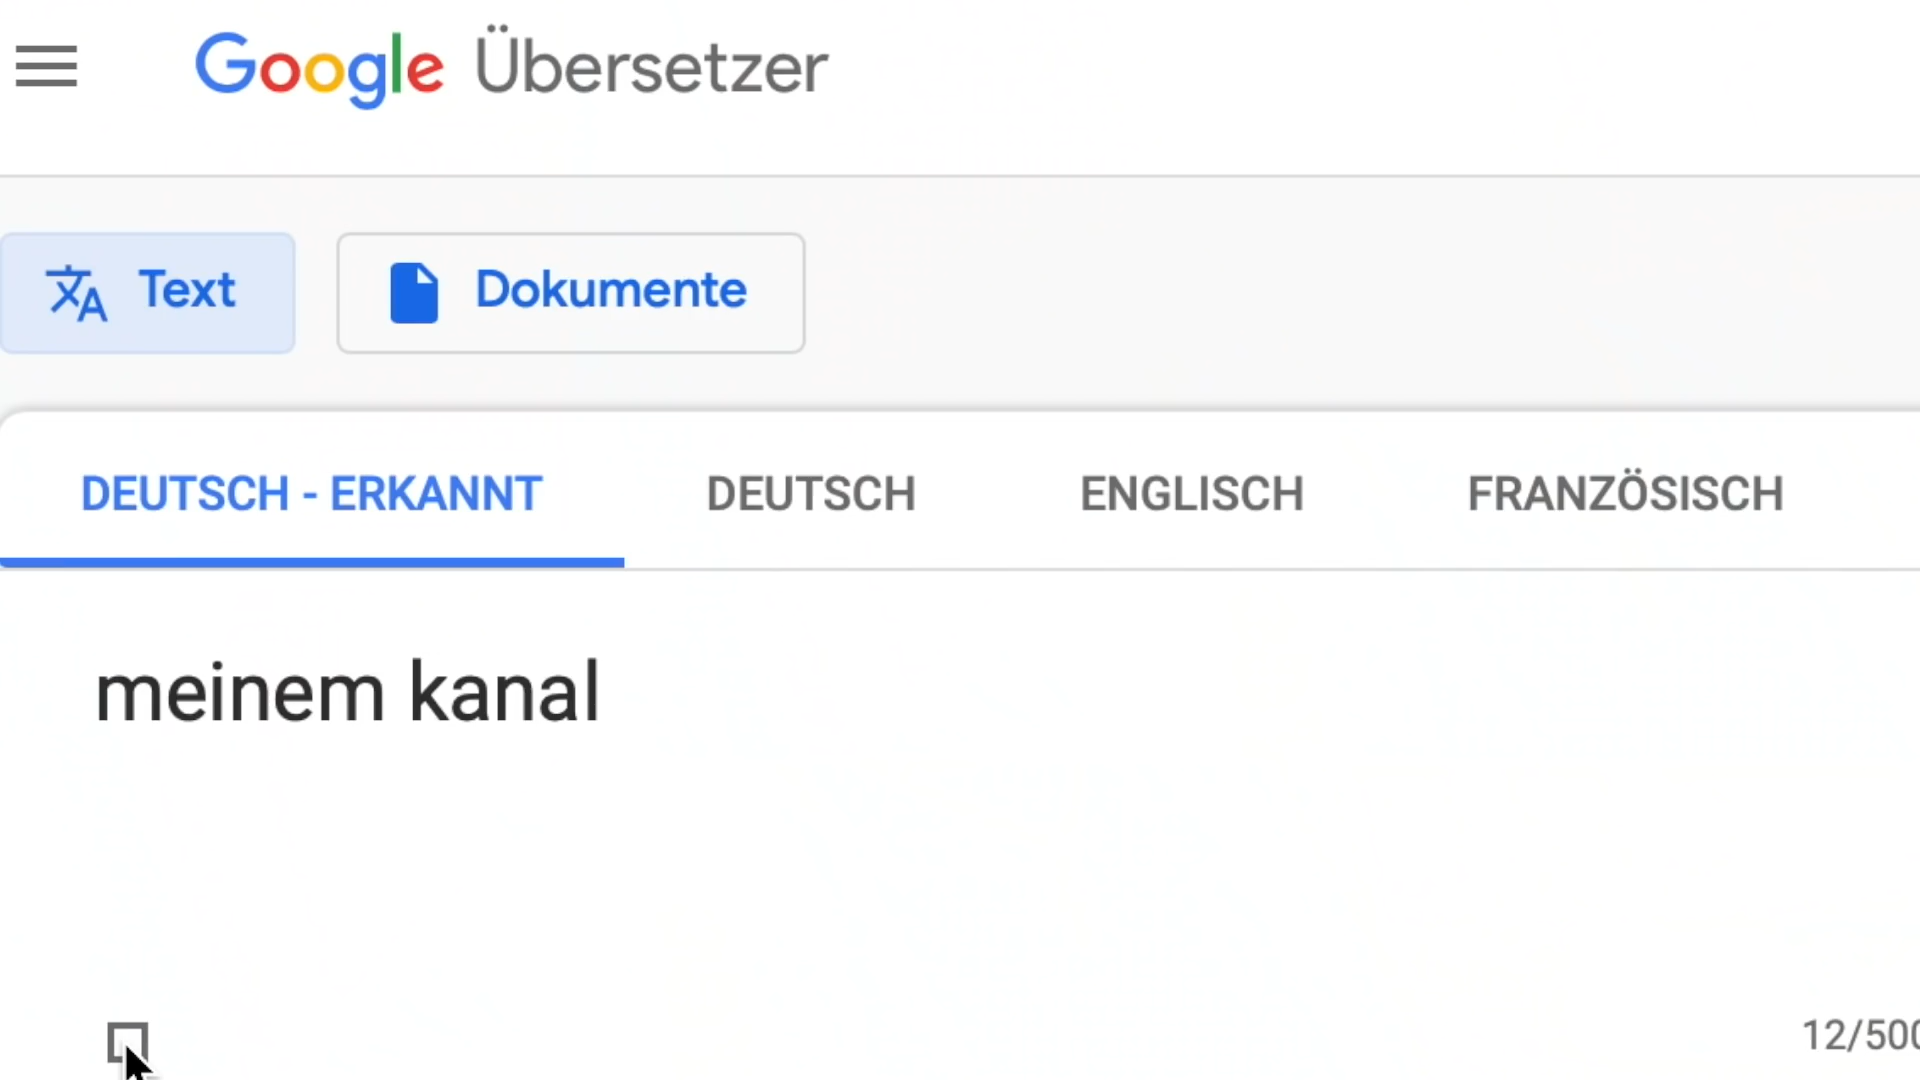 Google Übersetzer
Text Dokumente
DEUTSCH - ERKANNT DEUTSCH ENGLISCH FRANZÖSISCH
meinem kanal
12/500